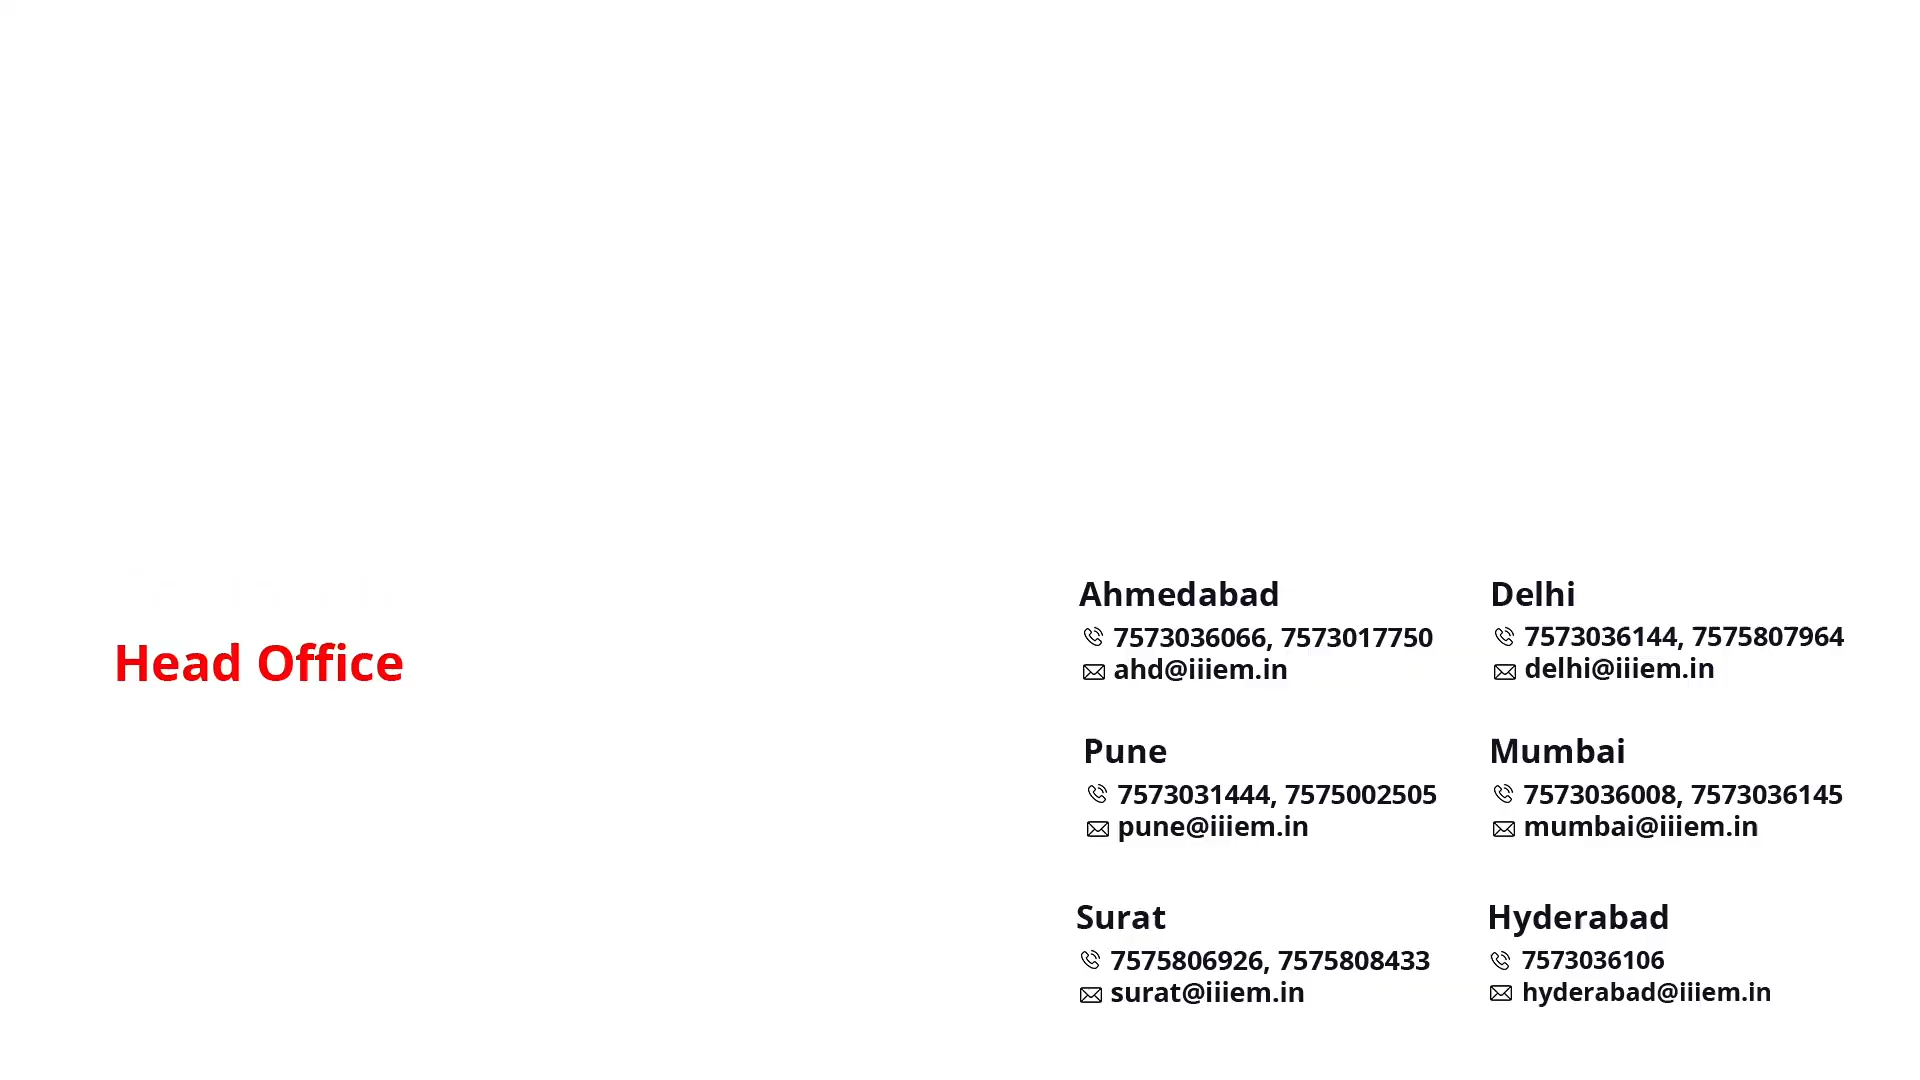 Head Office
Ahmedabad
7573036066, 7573017750
ahd@iiiem.in
Delhi
7573036144, 7575807964
delhi@iiiem.in
Pune
7573031444, 7575002505
pune@iiiem.in
Mumbai
7573036008, 7573036145
mumbai@iiiem.in
Surat
7575806926, 7575808433
surat@iiiem.in
Hyderabad
7573036106
hyderabad@iiiem.in